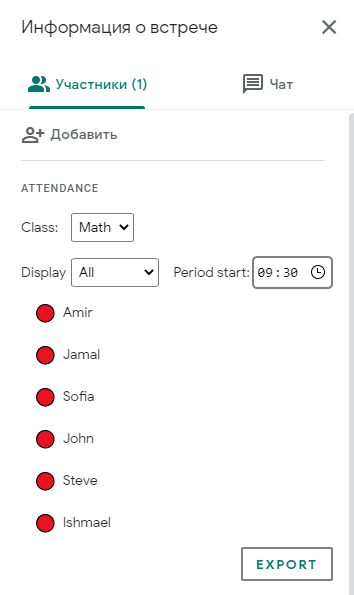 Информация о встрече
Участники (1) Чат
Добавить
ATTENDANCE
Class: Math
Display All Period start: 09:30
Amir
Jamal
Sofia
John
Steve
Ishmael
EXPORT